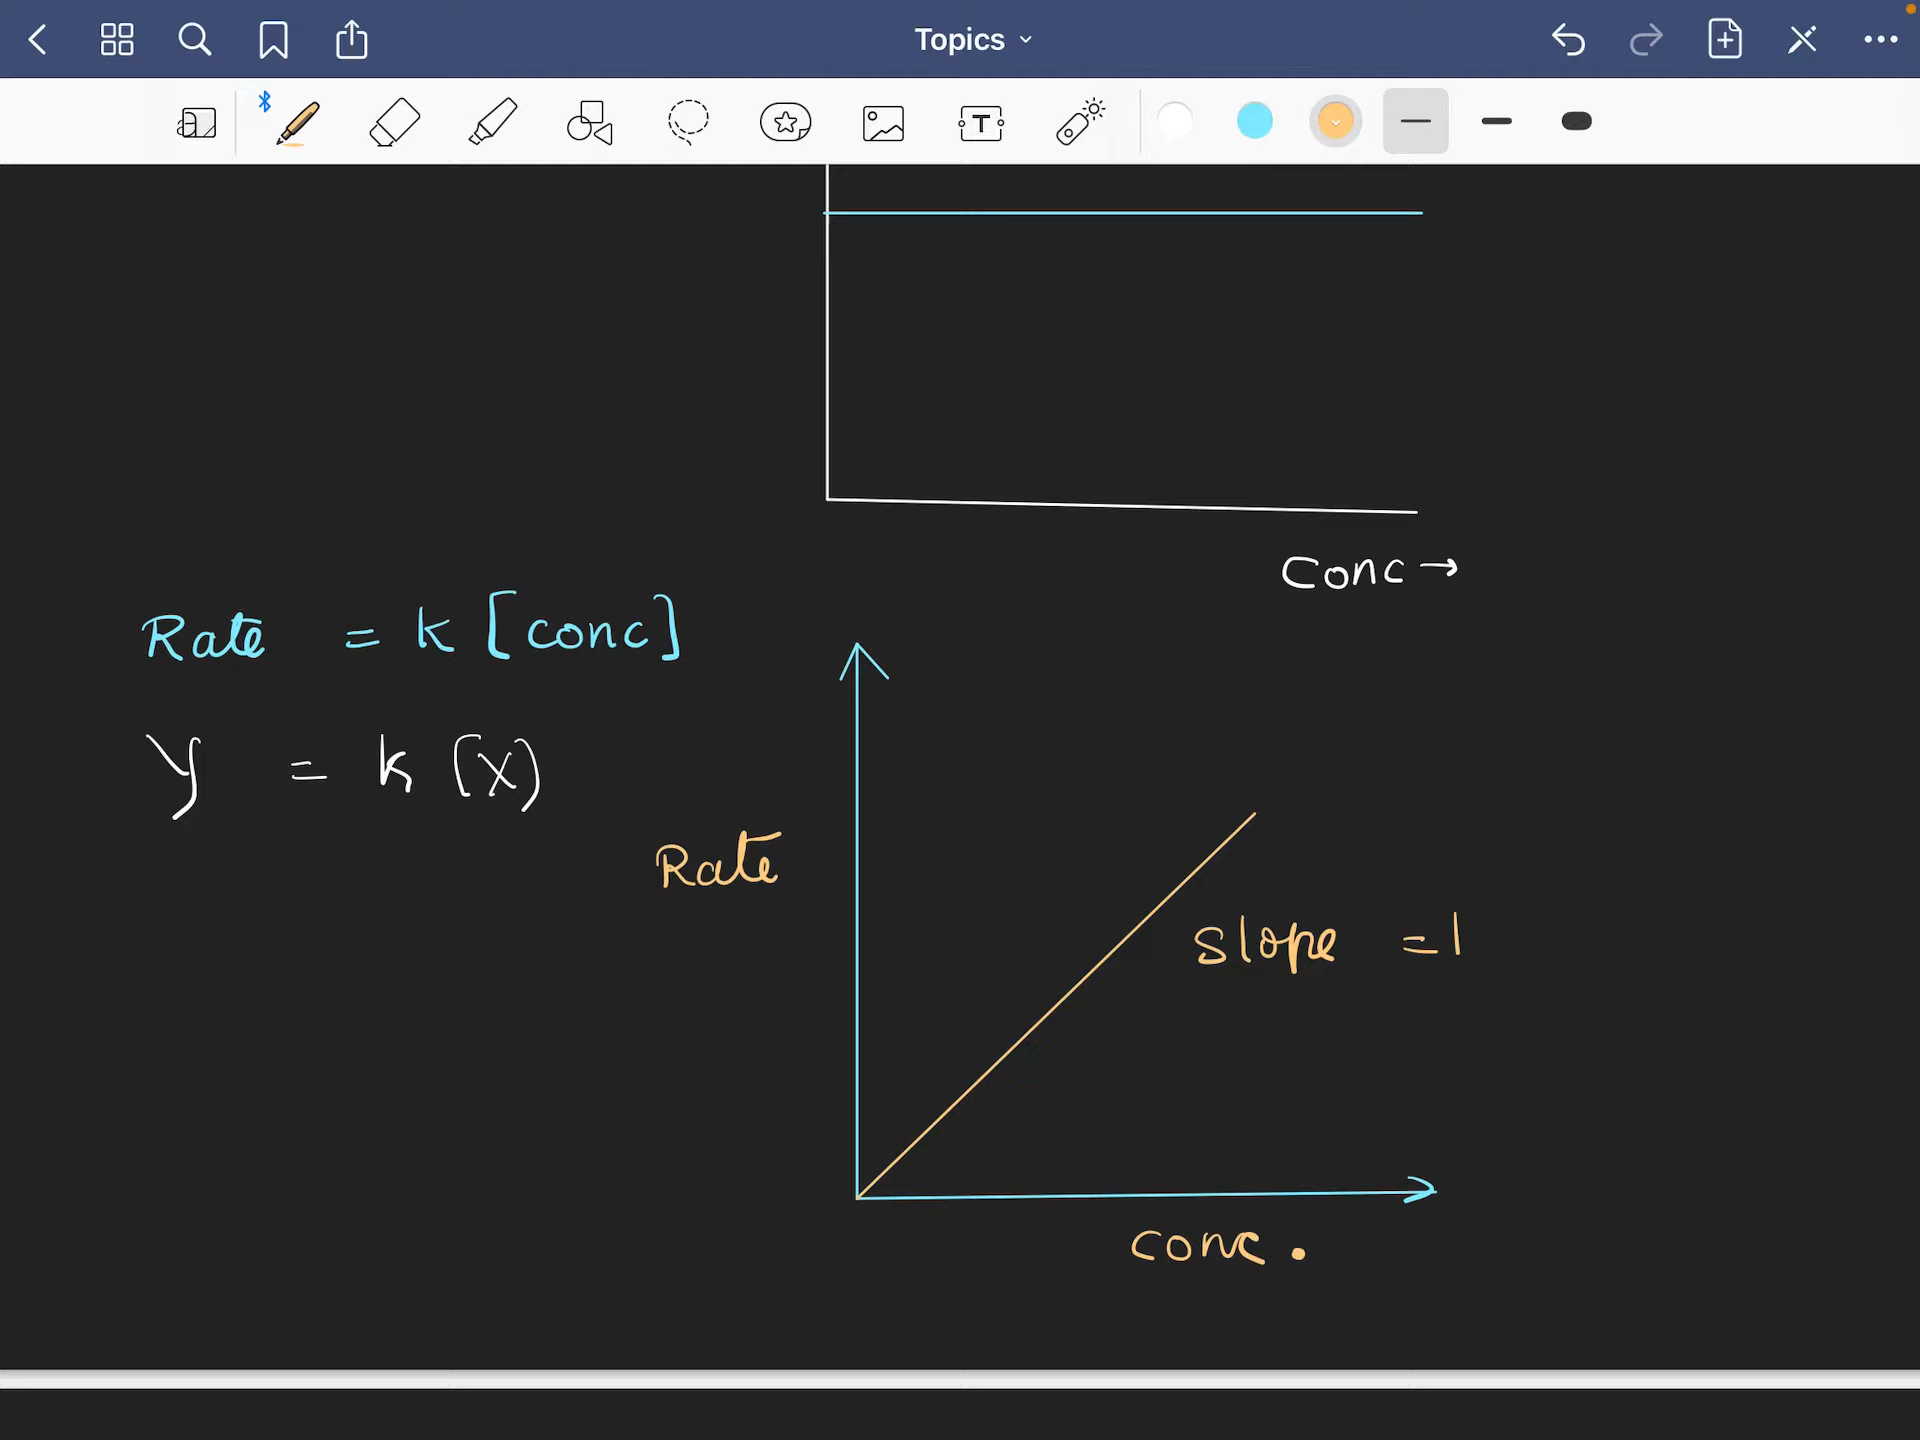 Topics
T
Conc →
Rate = k [conc]
y = k (x)
Rate
slope = 1
conc.